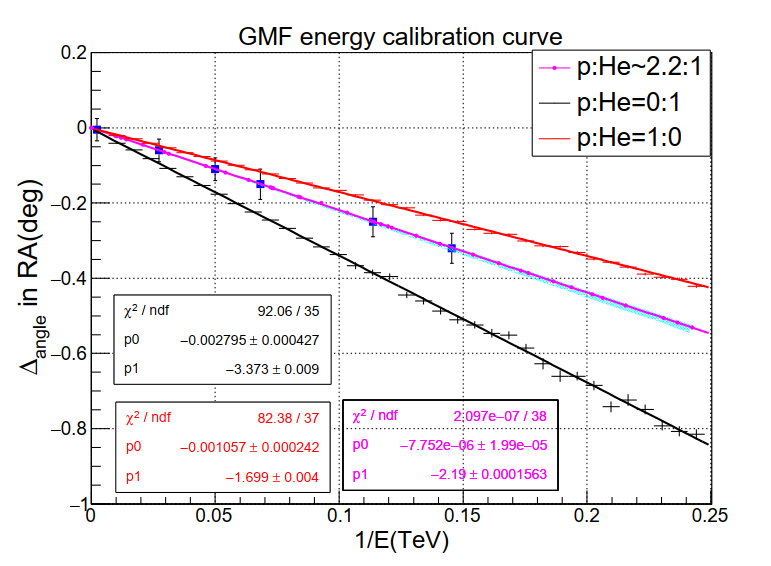 GMF energy calibration curve
p:He~2.2:1
p:He=0:1
p:He=1:0
0.2
0
−0.2
−0.4
−0.6
−0.8
−1
Δangle in RA(deg)
χ² / ndf 92.06 / 35
p0 −0.002795 ± 0.000427
p1 −3.373 ± 0.009
χ² / ndf 82.38 / 37
p0 −0.001057 ± 0.000242
p1 −1.699 ± 0.004
χ² / ndf 2.097e−07 / 38
p0 −7.752e−06 ± 1.99e−05
p1 −2.19 ± 0.0001563
0 0.05 0.1 0.15 0.2 0.25
1/E(TeV)